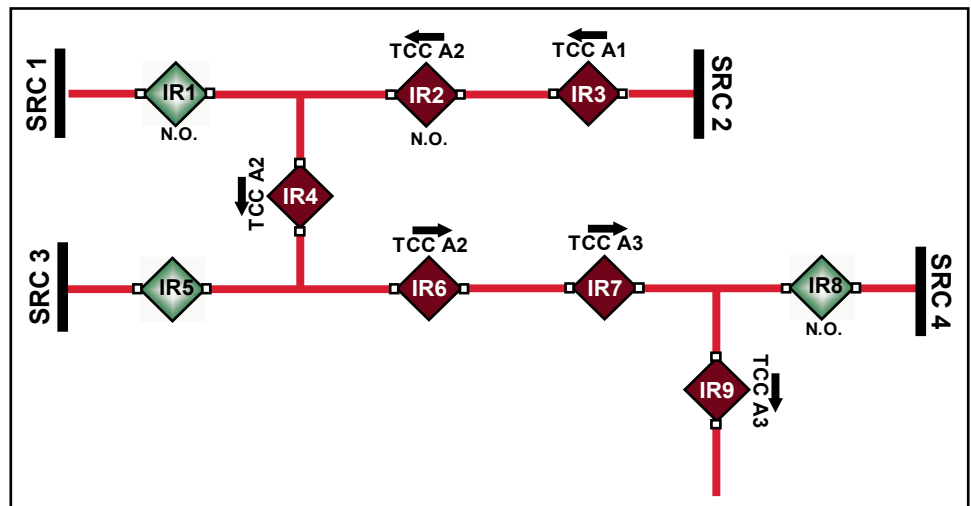 SRC 1
IR1
N.O.
TCC A2
IR2
N.O.
TCC A1
IR3
SRC 2
TCC A2
IR4
SRC 3
IR5
TCC A2
IR6
TCC A3
IR7
IR8
N.O.
SRC 4
IR9
TCC A3